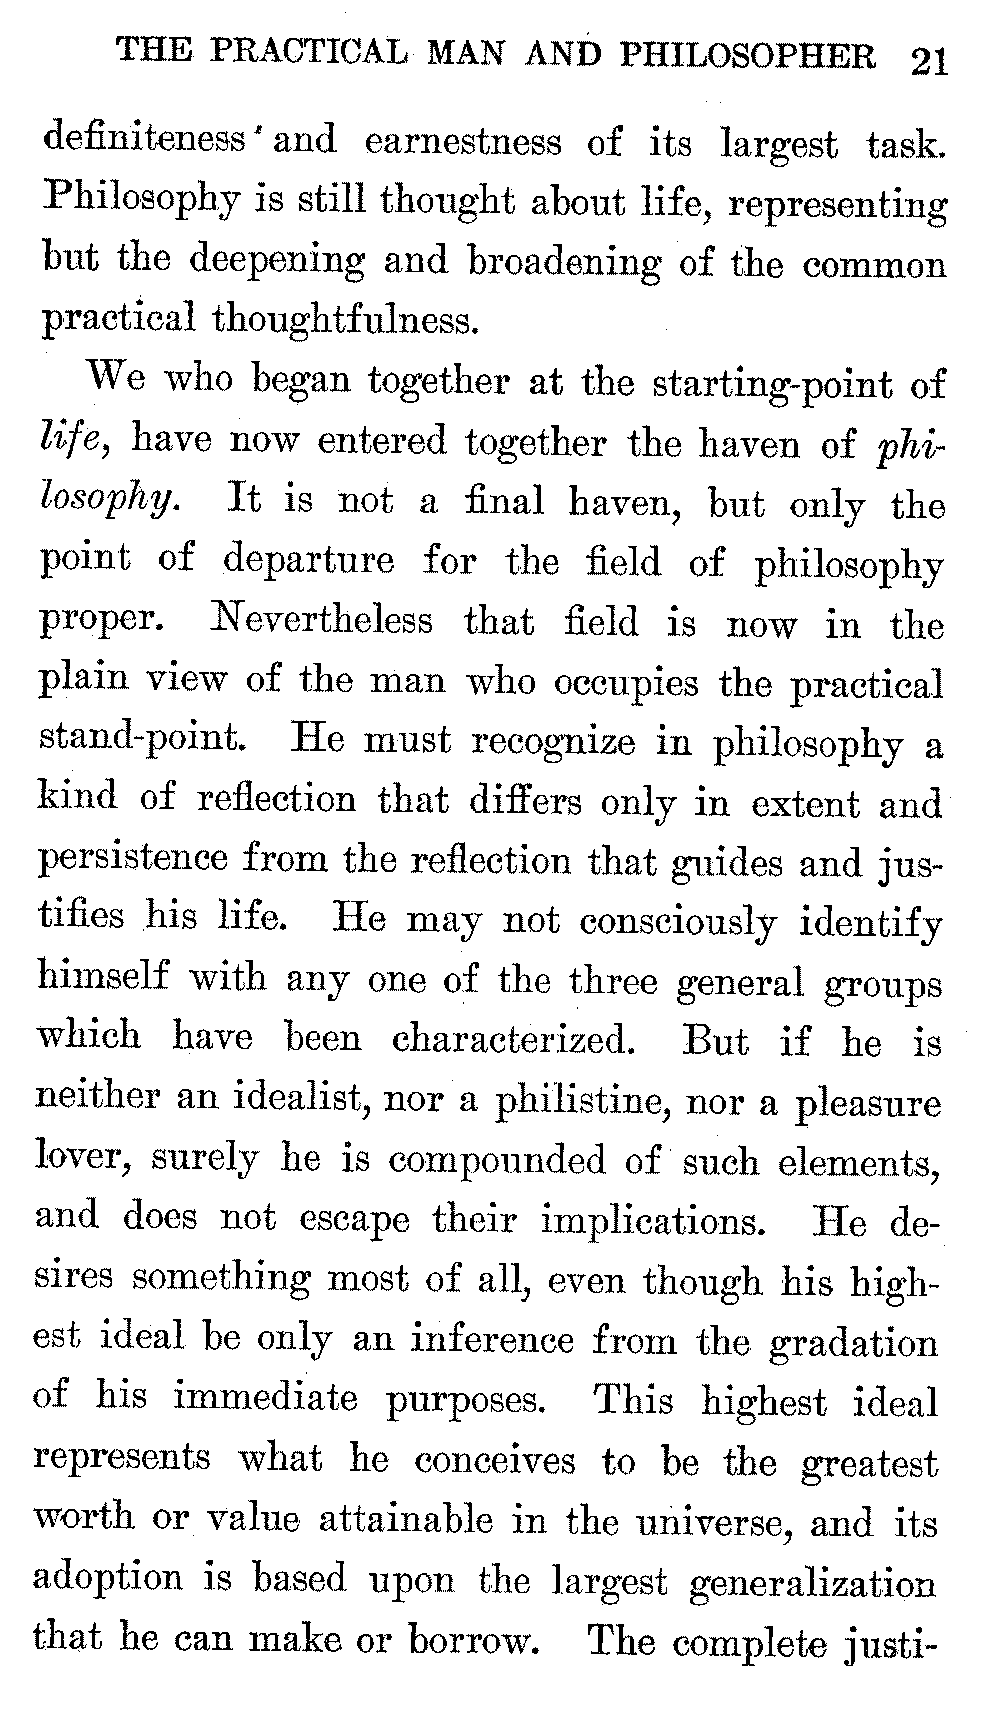 THE PRACTICAL MAN AND PHILOSOPHER 21
definiteness and earnestness of its largest task.
Philosophy is still thought about life, representing
but the deepening and broadening of the common
practical thoughtfulness.
We who began together at the starting-point of
life, have now entered together the haven of phi-
losophy. It is not a final haven, but only the
point of departure for the field of philosophy
proper. Nevertheless that field is now in the
plain view of the man who occupies the practical
stand-point. He must recognize in philosophy a
kind of reflection that differs only in extent and
persistence from the reflection that guides and jus-
tifies his life. He may not consciously identify
himself with any one of the three general groups
which have been characterized. But if he is
neither an idealist, nor a philistine, nor a pleasure
lover, surely he is compounded of such elements,
and does not escape their implications. He de-
sires something most of all, even though his high-
est ideal be only an inference from the gradation
of his immediate purposes. This highest ideal
represents what he conceives to be the greatest
worth or value attainable in the universe, and its
adoption is based upon the largest generalization
that he can make or borrow. The complete justi-